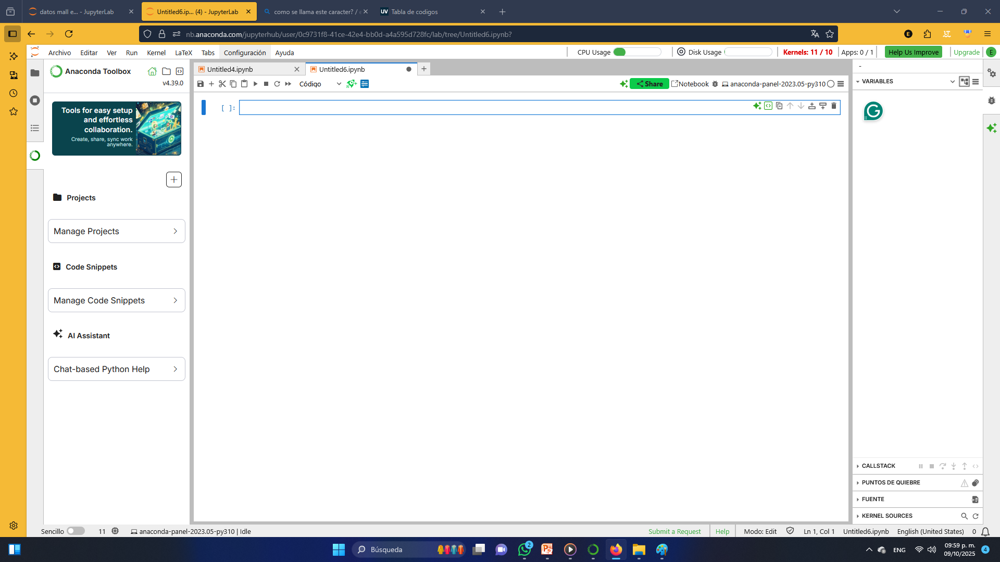 datos mall e... - JupyterLab
Untitled6.ip... (4) - JupyterLab
como se llama este caracter? /
Tabla de codigos
nb.anaconda.com/jupyterhub/user/0c9731f8-41ce-42e4-bb0d-a4a595d728fc/lab/tree/Untitled6.ipynb?
Archivo Editar Ver Run Kernel LaTeX Tabs Configuración Ayuda
CPU Usage Disk Usage Kernels: 11 / 10 Apps: 0 / 1 Help Us Improve Upgrade E
Anaconda Toolbox
v4.39.0
Untitled4.ipynb
Untitled6.ipynb
Código
Share Notebook anaconda-panel-2023.05-py310
VARIABLES
[ ]:
Tools for easy setup
and effortless
collaboration.
Create, share, sync work
anywhere.
Projects
Manage Projects
Code Snippets
Manage Code Snippets
AI Assistant
Chat-based Python Help
CALLSTACK
PUNTOS DE QUIEBRE
FUENTE
KERNEL SOURCES
Sencillo 11 anaconda-panel-2023.05-py310 | Idle
Submit a Request Help Modo: Edit Ln 1, Col 1 Untitled6.ipynb English (United States) 0
Búsqueda
2
ENG
09:59 p. m.
09/10/2025
4